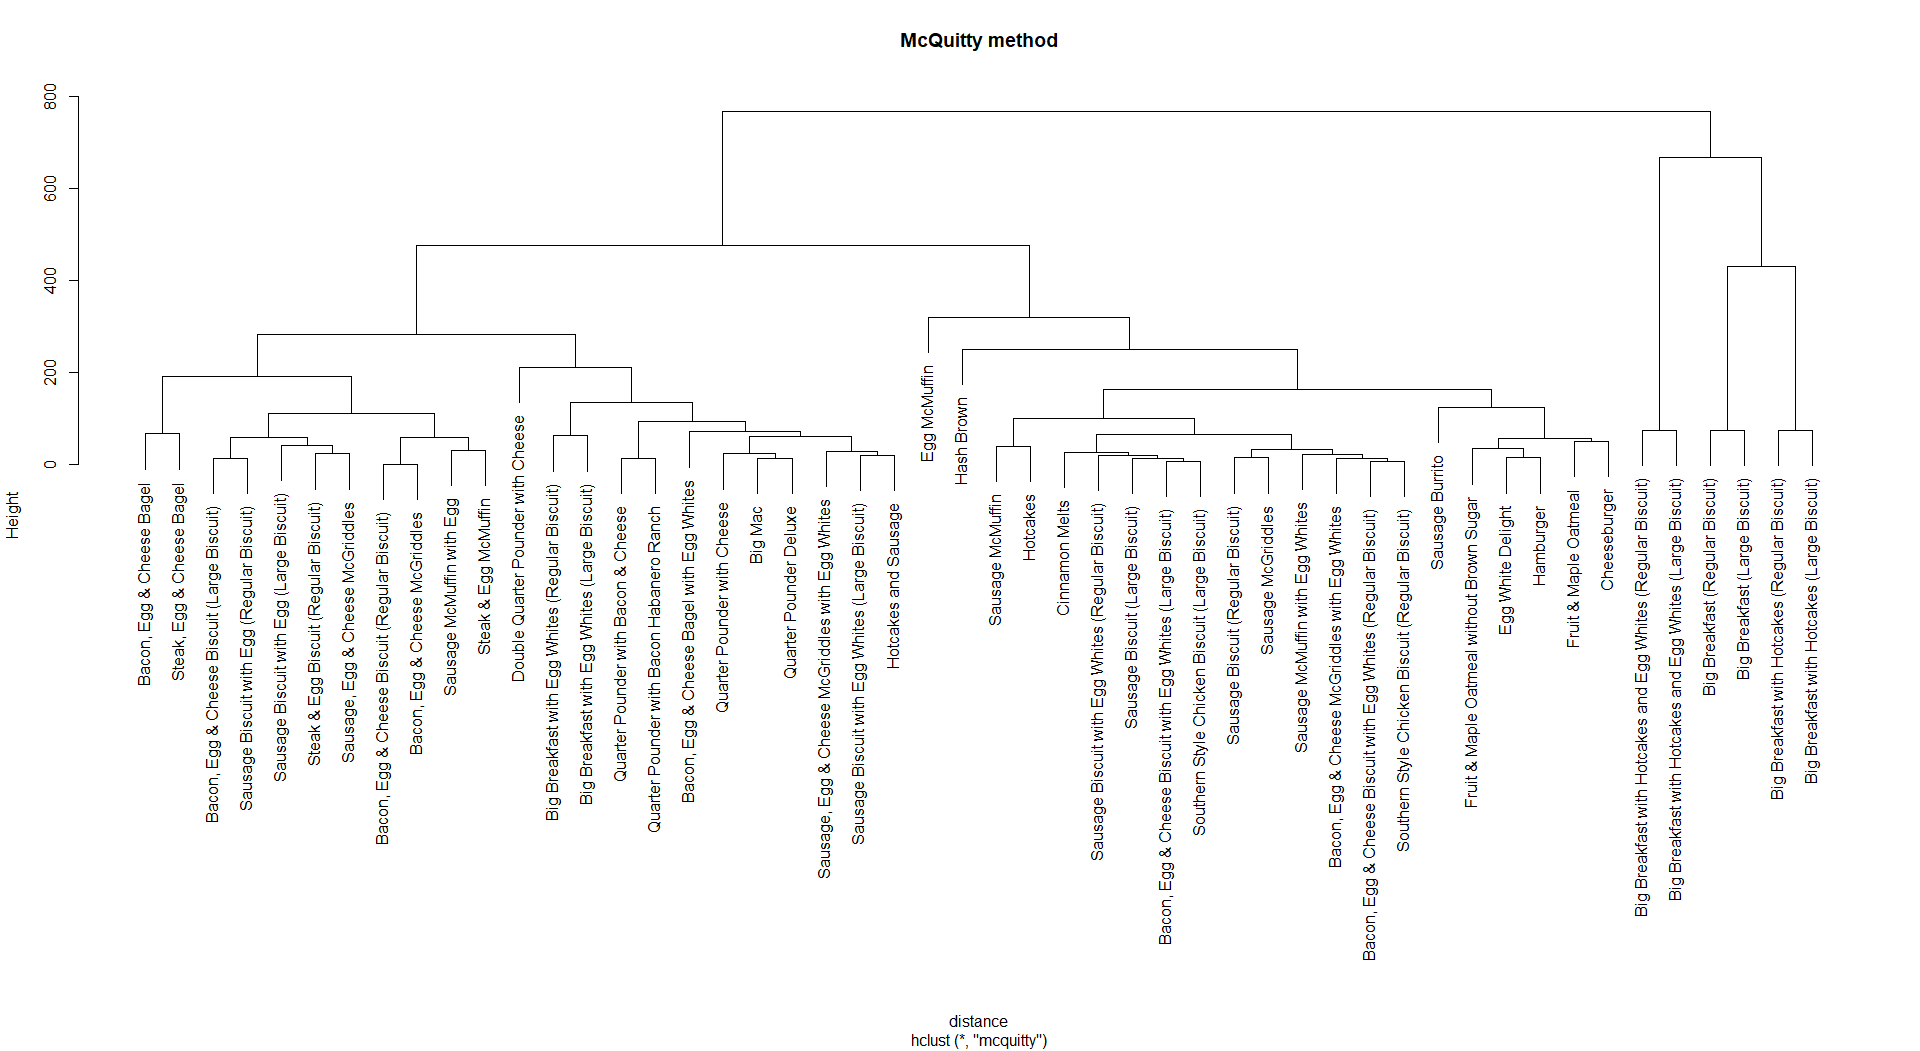 McQuitty method
Height
0
200
400
600
800
Bacon, Egg & Cheese Bagel
Steak, Egg & Cheese Bagel
Bacon, Egg & Cheese Biscuit (Large Biscuit)
Sausage Biscuit with Egg (Regular Biscuit)
Sausage Biscuit with Egg (Large Biscuit)
Steak & Egg Biscuit (Regular Biscuit)
Sausage, Egg & Cheese McGriddles
Bacon, Egg & Cheese Biscuit (Regular Biscuit)
Bacon, Egg & Cheese McGriddles
Sausage McMuffin with Egg
Steak & Egg McMuffin
Double Quarter Pounder with Cheese
Big Breakfast with Egg Whites (Regular Biscuit)
Big Breakfast with Egg Whites (Large Biscuit)
Quarter Pounder with Bacon & Cheese
Quarter Pounder with Bacon Habanero Ranch
Bacon, Egg & Cheese Bagel with Egg Whites
Quarter Pounder with Cheese
Big Mac
Quarter Pounder Deluxe
Sausage, Egg & Cheese McGriddles with Egg Whites
Sausage Biscuit with Egg Whites (Large Biscuit)
Hotcakes and Sausage
Egg McMuffin
Hash Brown
Sausage McMuffin
Hotcakes
Cinnamon Melts
Sausage Biscuit with Egg Whites (Regular Biscuit)
Sausage Biscuit (Large Biscuit)
Bacon, Egg & Cheese Biscuit with Egg Whites (Large Biscuit)
Southern Style Chicken Biscuit (Large Biscuit)
Sausage Biscuit (Regular Biscuit)
Sausage McGriddles
Sausage McMuffin with Egg Whites
Bacon, Egg & Cheese McGriddles with Egg Whites
Bacon, Egg & Cheese Biscuit with Egg Whites (Regular Biscuit)
Southern Style Chicken Biscuit (Regular Biscuit)
Sausage Burrito
Fruit & Maple Oatmeal without Brown Sugar
Egg White Delight
Hamburger
Fruit & Maple Oatmeal
Cheeseburger
Big Breakfast with Hotcakes and Egg Whites (Regular Biscuit)
Big Breakfast with Hotcakes and Egg Whites (Large Biscuit)
Big Breakfast (Regular Biscuit)
Big Breakfast (Large Biscuit)
Big Breakfast with Hotcakes (Regular Biscuit)
Big Breakfast with Hotcakes (Large Biscuit)
distance
hclust (*, "mcquitty")